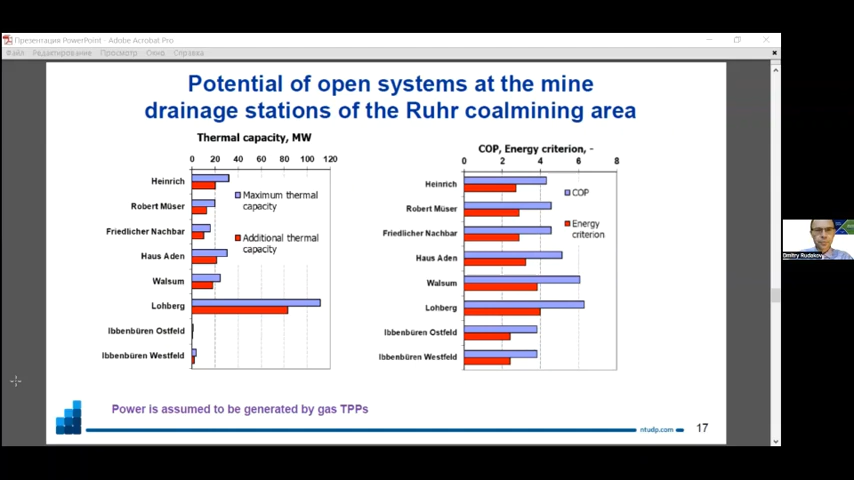 Презентация PowerPoint - Adobe Acrobat Pro
Файл Редактирование Просмотр Окно Справка
Potential of open systems at the mine
drainage stations of the Ruhr coalmining area
Thermal capacity, MW
0 20 40 60 80 100 120
Heinrich
Robert Müser
Friedlicher Nachbar
Haus Aden
Walsum
Lohberg
Ibbenbüren Ostfeld
Ibbenbüren Westfeld
Maximum thermal
capacity
Additional thermal
capacity
COP, Energy criterion, -
0 2 4 6 8
Heinrich
Robert Müser
Friedlicher Nachbar
Haus Aden
Walsum
Lohberg
Ibbenbüren Ostfeld
Ibbenbüren Westfeld
COP
Energy
criterion
Power is assumed to be generated by gas TPPs
ntudp.com
17
Dmitry Rudakov